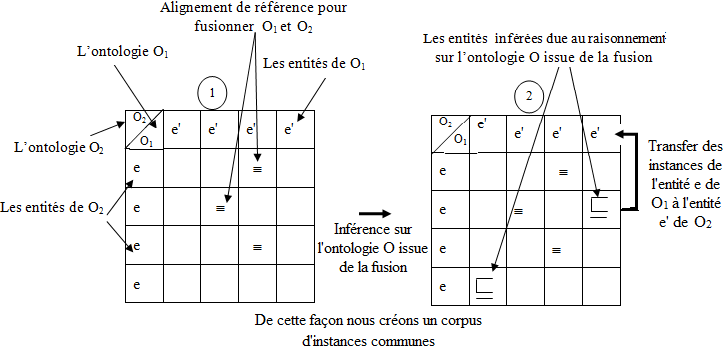 Alignement de référence pour
fusionner O₁ et O₂
L'ontologie O₁
Les entités de O₁
1
L'ontologie O₂
Les entités de O₂
O₂ e' e' e' e'
O₁
e ≡
e ≡
e ≡
e
Inférence sur
l'ontologie O issue
de la fusion
Les entités inférées due au raisonnement
sur l'ontologie O issue de la fusion
2
O₂ e' e' e' e'
O₁
e ≡
e ≡ ⊑
e ≡
e ⊑
Transfer des
instances de
l'entité e de
O₁ à l'entité
e' de O₂
De cette façon nous créons un corpus
d'instances communes